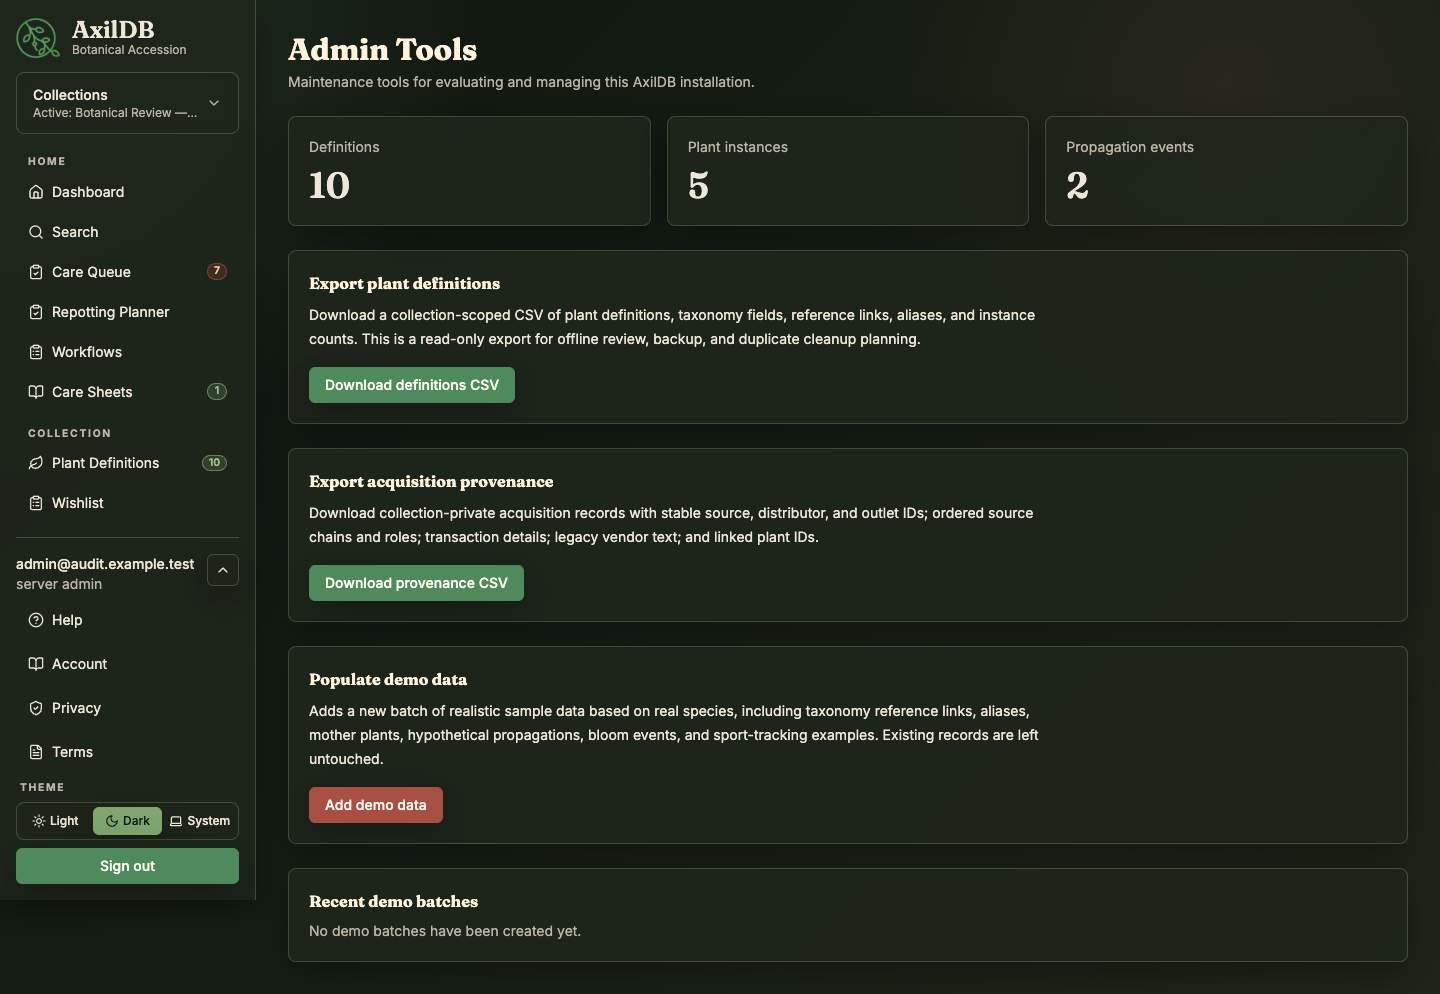 AxilDB
Botanical Accession
Collections
Active: Botanical Review —...
HOME
Dashboard
Search
Care Queue 7
Repotting Planner
Workflows
Care Sheets 1
COLLECTION
Plant Definitions 10
Wishlist
admin@audit.example.test
server admin
Help
Account
Privacy
Terms
THEME
Light Dark System
Sign out
Admin Tools
Maintenance tools for evaluating and managing this AxilDB installation.
Definitions
10
Plant instances
5
Propagation events
2
Export plant definitions
Download a collection-scoped CSV of plant definitions, taxonomy fields, reference links, aliases, and instance
counts. This is a read-only export for offline review, backup, and duplicate cleanup planning.
Download definitions CSV
Export acquisition provenance
Download collection-private acquisition records with stable source, distributor, and outlet IDs; ordered source
chains and roles; transaction details; legacy vendor text; and linked plant IDs.
Download provenance CSV
Populate demo data
Adds a new batch of realistic sample data based on real species, including taxonomy reference links, aliases,
mother plants, hypothetical propagations, bloom events, and sport-tracking examples. Existing records are left
untouched.
Add demo data
Recent demo batches
No demo batches have been created yet.